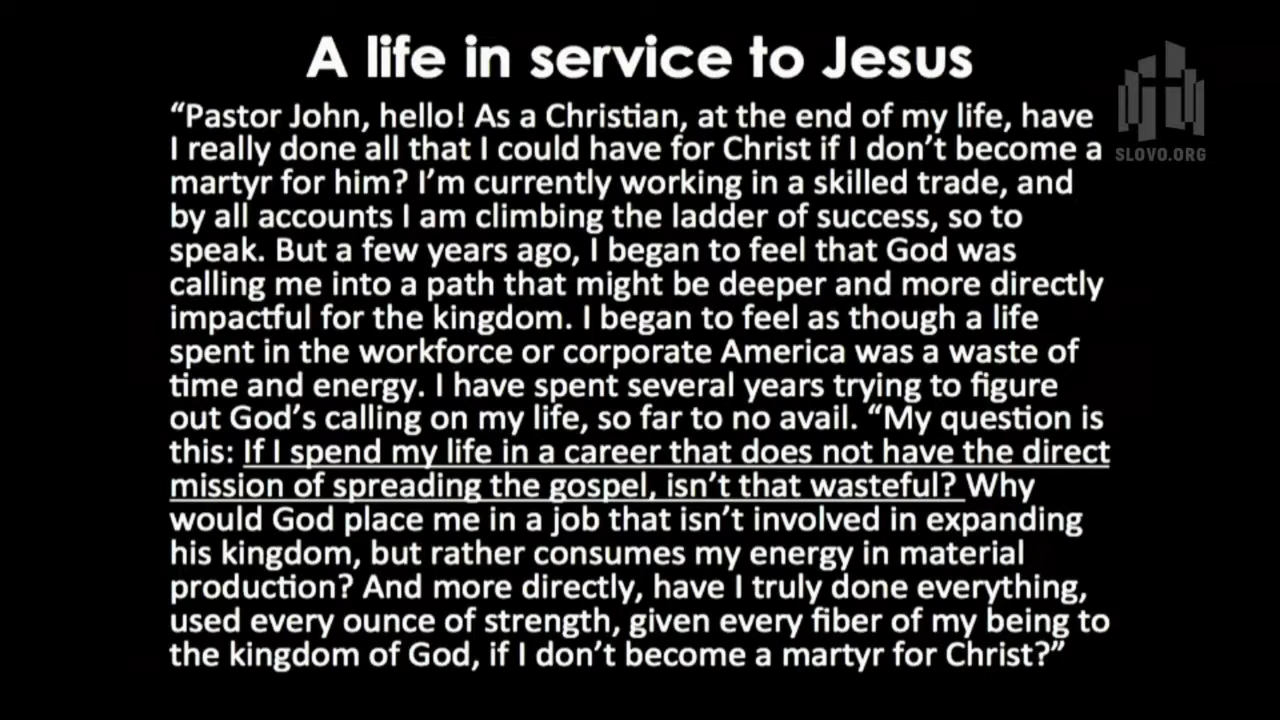 A life in service to Jesus
“Pastor John, hello! As a Christian, at the end of my life, have
I really done all that I could have for Christ if I don’t become a
martyr for him? I’m currently working in a skilled trade, and
by all accounts I am climbing the ladder of success, so to
speak. But a few years ago, I began to feel that God was
calling me into a path that might be deeper and more directly
impactful for the kingdom. I began to feel as though a life
spent in the workforce or corporate America was a waste of
time and energy. I have spent several years trying to figure
out God’s calling on my life, so far to no avail. “My question is
this: If I spend my life in a career that does not have the direct
mission of spreading the gospel, isn’t that wasteful? Why
would God place me in a job that isn’t involved in expanding
his kingdom, but rather consumes my energy in material
production? And more directly, have I truly done everything,
used every ounce of strength, given every fiber of my being to
the kingdom of God, if I don’t become a martyr for Christ?”
SLOVO.ORG